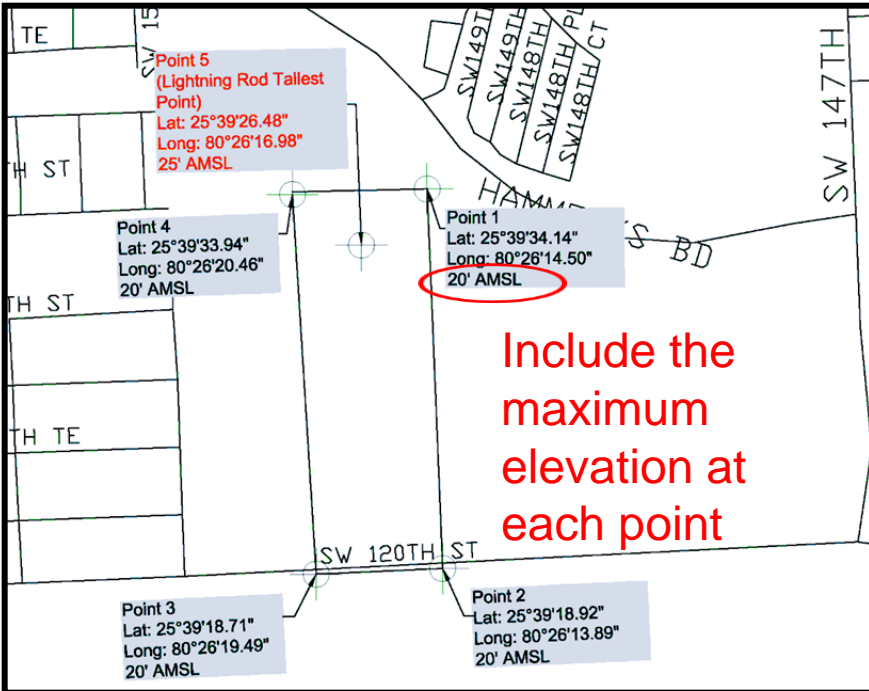 TE
SW 15
SW149TH
SW149TH
SW148TH
SW148TH
SW148TH
PL
CT
SW 147TH
Point 5
(Lightning Rod Tallest
Point)
Lat: 25°39'26.48"
Long: 80°26'16.98"
25' AMSL
H ST
Point 4
Lat: 25°39'33.94"
Long: 80°26'20.46"
20' AMSL
Point 1
Lat: 25°39'34.14"
Long: 80°26'14.50"
20' AMSL
BD
TH ST
Include the
maximum
elevation at
each point
TH TE
SW 120TH ST
Point 3
Lat: 25°39'18.71"
Long: 80°26'19.49"
20' AMSL
Point 2
Lat: 25°39'18.92"
Long: 80°26'13.89"
20' AMSL